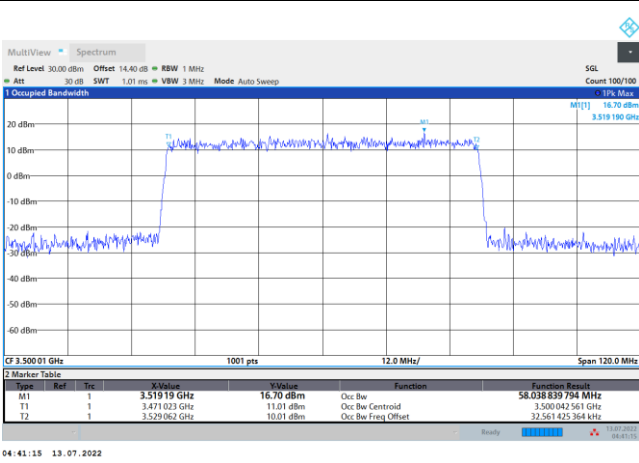 MultiView Spectrum
Ref Level 30.00 dBm Offset 14.40 dB RBW 1 MHz SGL
Att 30 dB SWT 1.01 ms VBW 3 MHz Mode Auto Sweep Count 100/100
1 Occupied Bandwidth 1Pk Max
M1[1] 16.70 dBm
3.519 190 GHz
M1
20 dBm
T1 T2
10 dBm
0 dBm
-10 dBm
-20 dBm
-30 dBm
-40 dBm
-50 dBm
-60 dBm
CF 3.500 01 GHz 1001 pts 12.0 MHz/ Span 120.0 MHz
2 Marker Table
Type Ref Trc X-Value Y-Value Function Function Result
M1 1 3.519 19 GHz 16.70 dBm Occ Bw 58.038 839 794 MHz
T1 1 3.471 023 GHz 11.01 dBm Occ Bw Centroid 3.500 042 561 GHz
T2 1 3.529 062 GHz 10.01 dBm Occ Bw Freq Offset 32.561 425 364 kHz
Ready 13.07.2022
04:41:15
04:41:15 13.07.2022